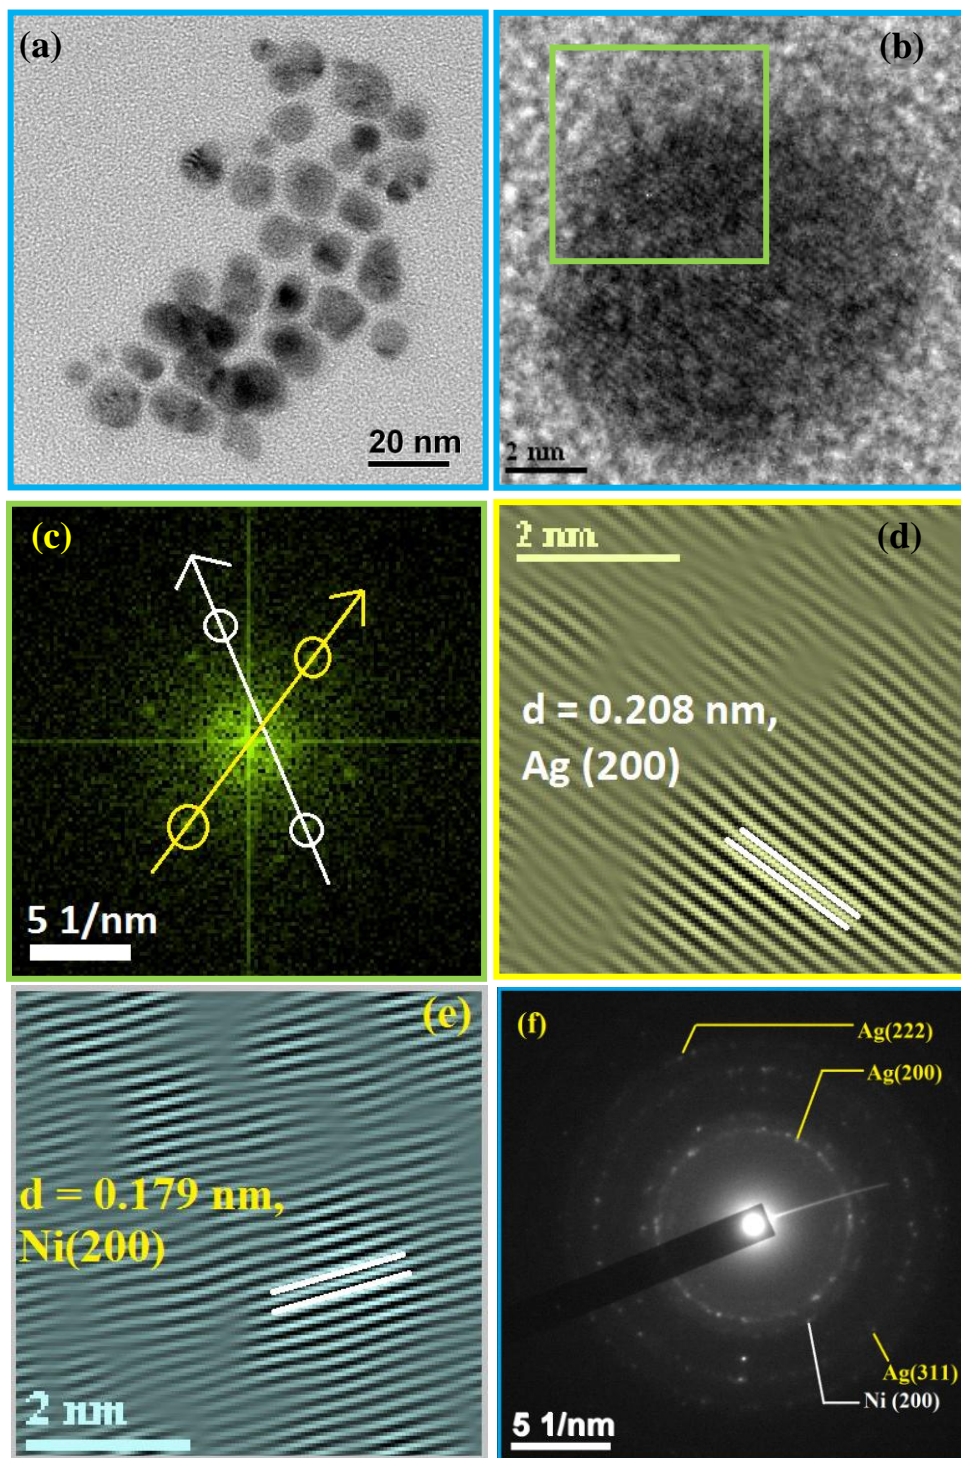 (a)
20 nm
(b)
2 nm
(c)
5 1/nm
(d)
2 nm
d = 0.208 nm,
Ag (200)
(e)
d = 0.179 nm,
Ni(200)
2 nm
(f)
Ag(222)
Ag(200)
Ag(311)
Ni (200)
5 1/nm